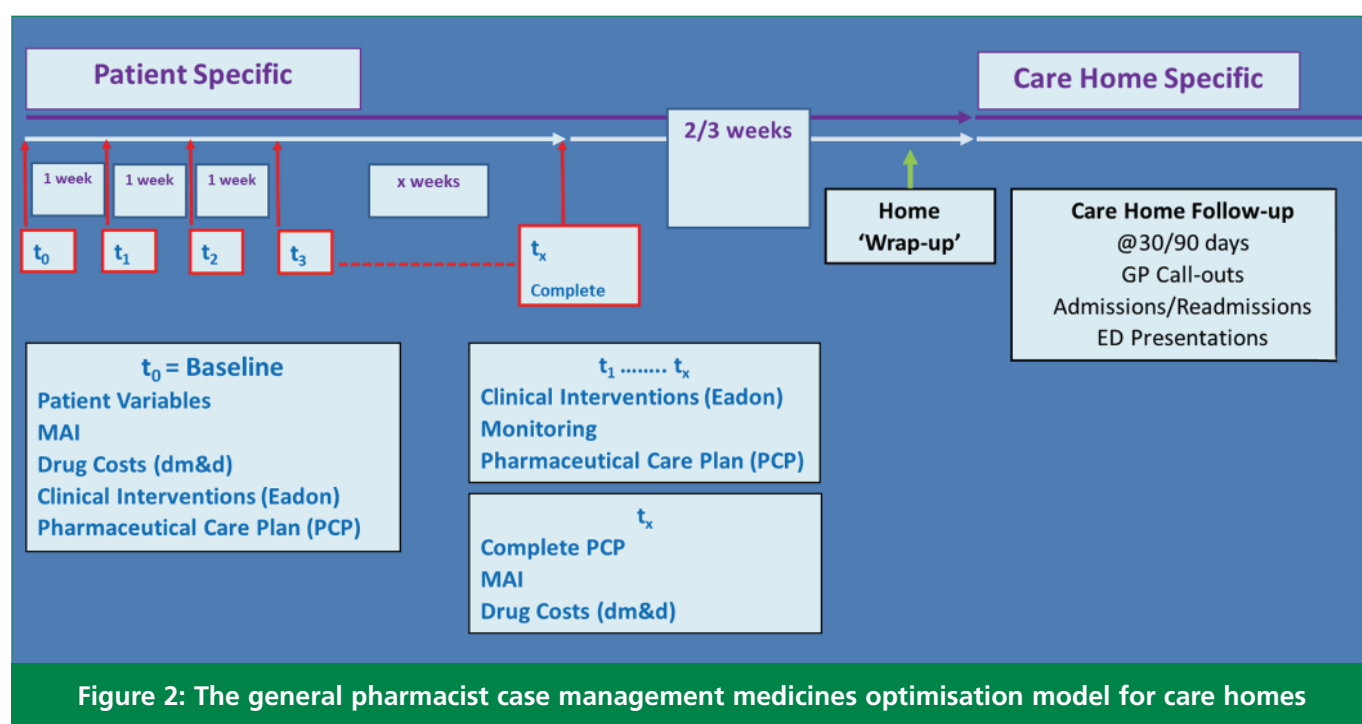 Patient Specific
Care Home Specific
2/3 weeks
1 week
1 week
1 week
x weeks
t₀
t₁
t₂
t₃
tₓ
Complete
Home
‘Wrap-up’
Care Home Follow-up
@30/90 days
GP Call-outs
Admissions/Readmissions
ED Presentations
t₀ = Baseline
Patient Variables
MAI
Drug Costs (dm&d)
Clinical Interventions (Eadon)
Pharmaceutical Care Plan (PCP)
t₁ ........ tₓ
Clinical Interventions (Eadon)
Monitoring
Pharmaceutical Care Plan (PCP)
tₓ
Complete PCP
MAI
Drug Costs (dm&d)
Figure 2: The general pharmacist case management medicines optimisation model for care homes